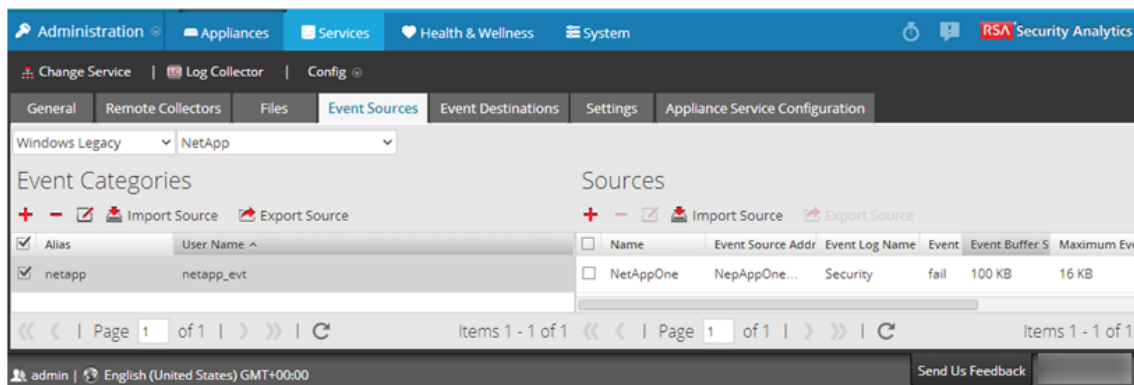 Administration Appliances Services Health & Wellness System RSA Security Analytics
Change Service | Log Collector | Config
General Remote Collectors Files Event Sources Event Destinations Settings Appliance Service Configuration
Windows Legacy NetApp
Event Categories
Import Source Export Source
Alias User Name
netapp netapp_evt
Page 1 of 1 | Items 1 - 1 of 1
Sources
Import Source Export Source
Name Event Source Addr Event Log Name Event Event Buffer S Maximum Eve
NetAppOne NepAppOne... Security fail 100 KB 16 KB
Page 1 of 1 | Items 1 - 1 of 1
admin | English (United States) GMT+00:00 Send Us Feedback